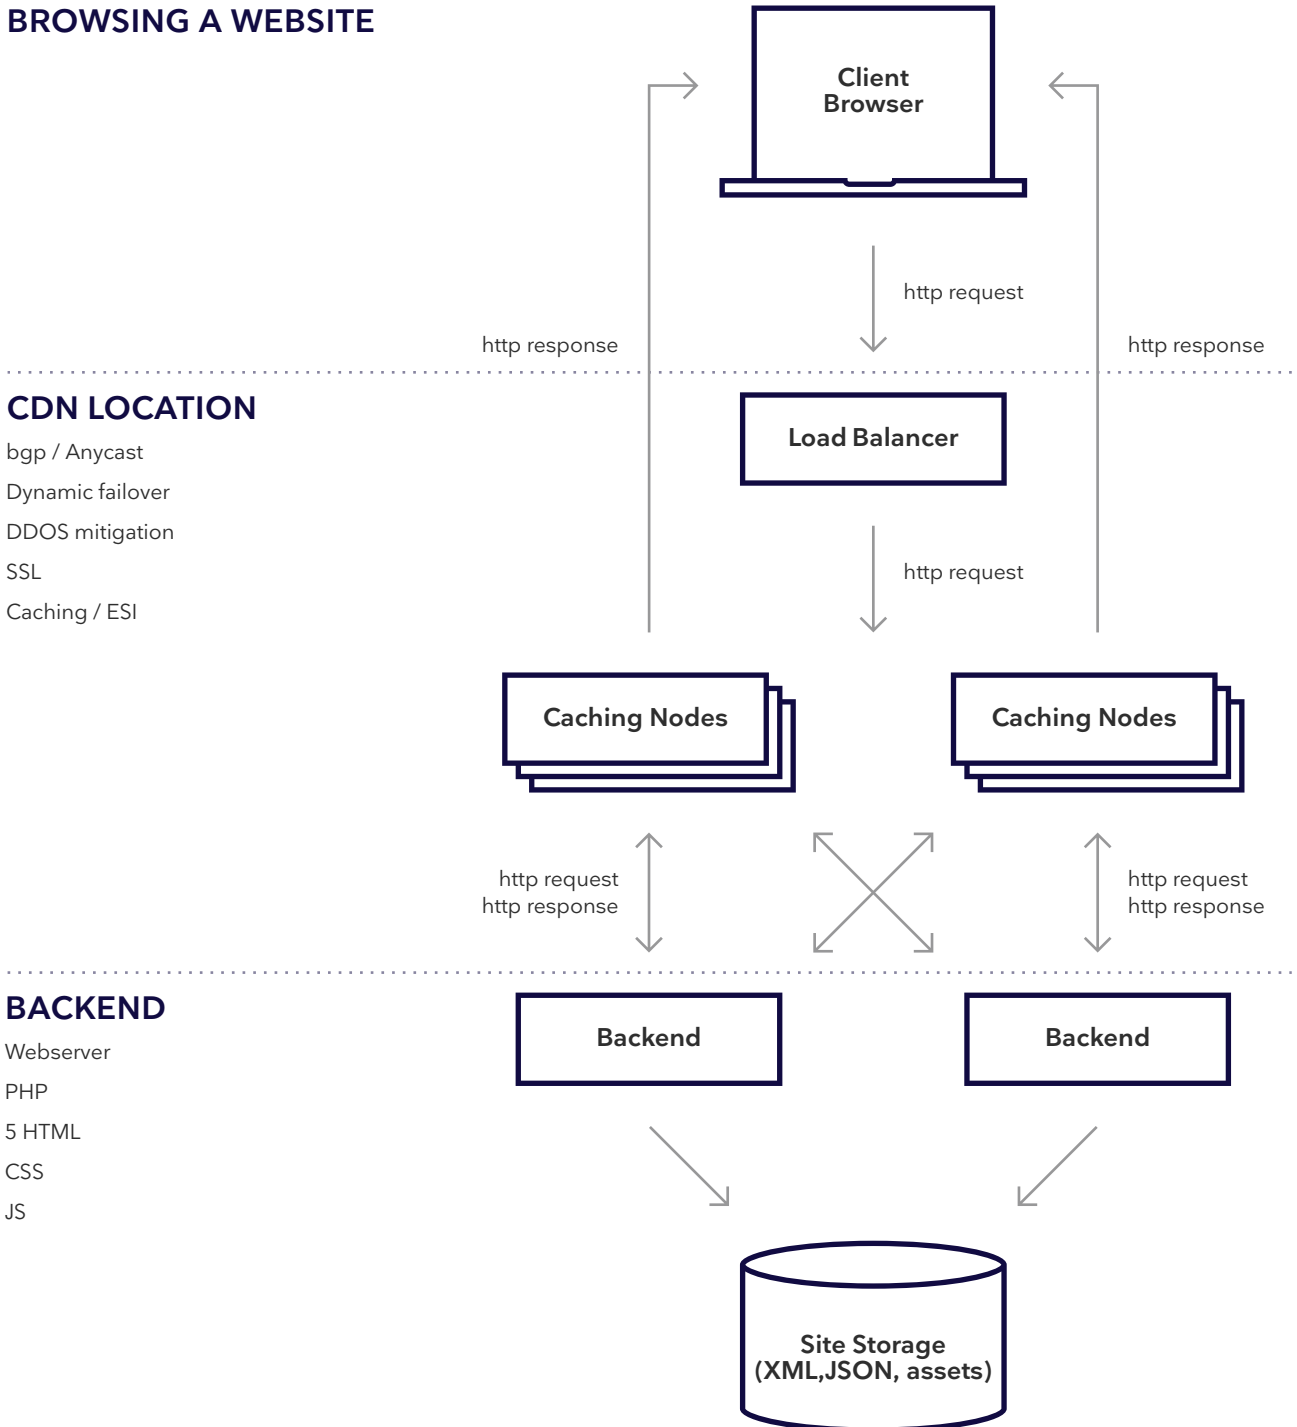 BROWSING A WEBSITE
Client
Browser
http request
http response
http response
CDN LOCATION
bgp / Anycast
Dynamic failover
DDOS mitigation
SSL
Caching / ESI
Load Balancer
http request
Caching Nodes
Caching Nodes
http request
http response
http request
http response
BACKEND
Webserver
PHP
5 HTML
CSS
JS
Backend
Backend
Site Storage
(XML,JSON, assets)